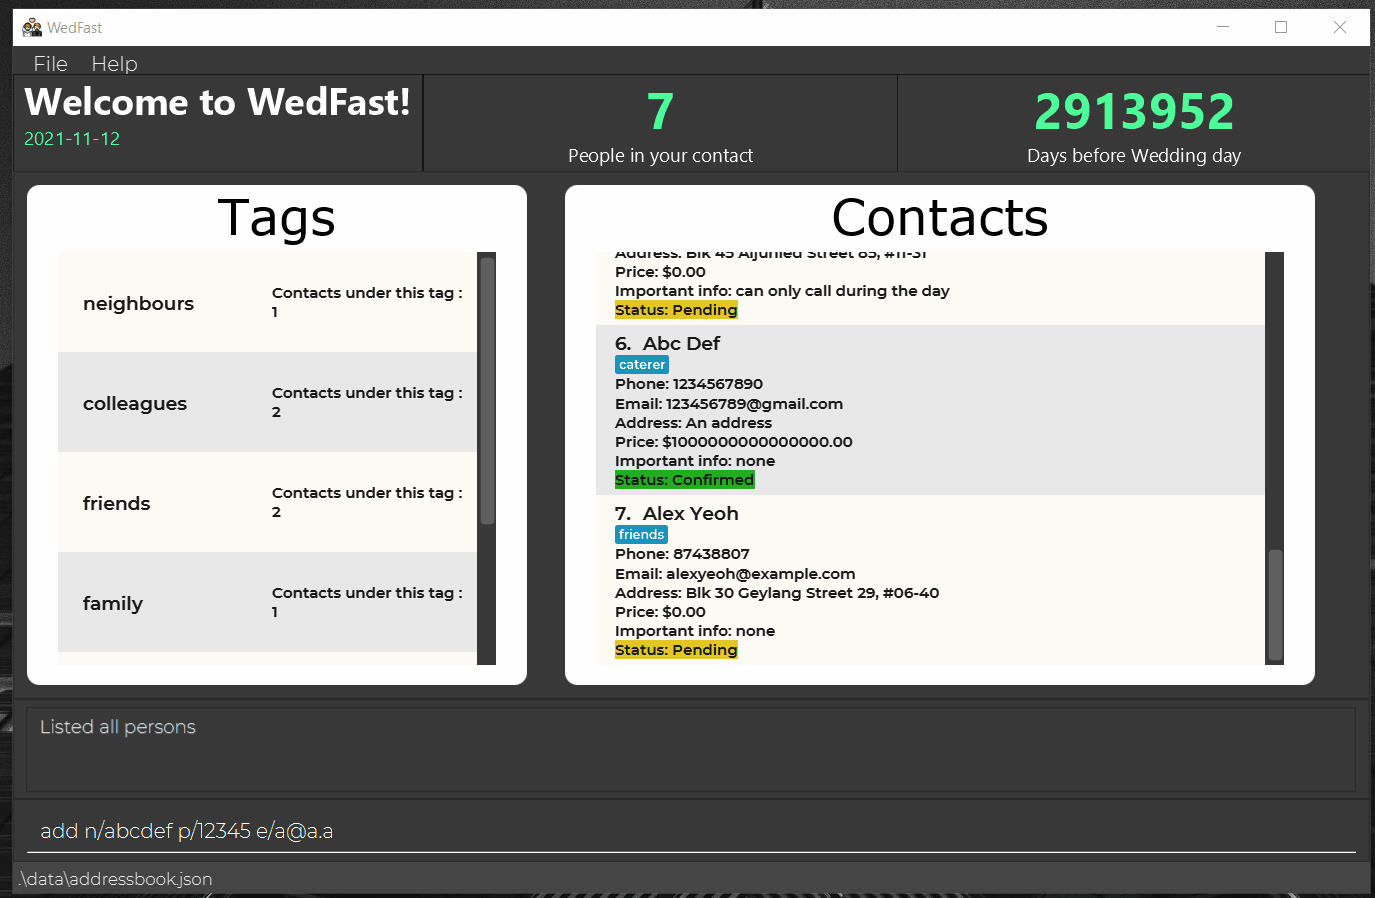 WedFast
File Help
Welcome to WedFast!
2021-11-12
7
People in your contact
2913952
Days before Wedding day
Tags
neighbours
Contacts under this tag :
1
colleagues
Contacts under this tag :
2
friends
Contacts under this tag :
2
family
Contacts under this tag :
1
Contacts
Address: Blk 45 Aljunied Street 85, #11-31
Price: $0.00
Important info: can only call during the day
Status: Pending
6. Abc Def
caterer
Phone: 1234567890
Email: 123456789@gmail.com
Address: An address
Price: $1000000000000000.00
Important info: none
Status: Confirmed
7. Alex Yeoh
friends
Phone: 87438807
Email: alexyeoh@example.com
Address: Blk 30 Geylang Street 29, #06-40
Price: $0.00
Important info: none
Status: Pending
Listed all persons
add n/abcdef p/12345 e/a@a.a
.\data\addressbook.json